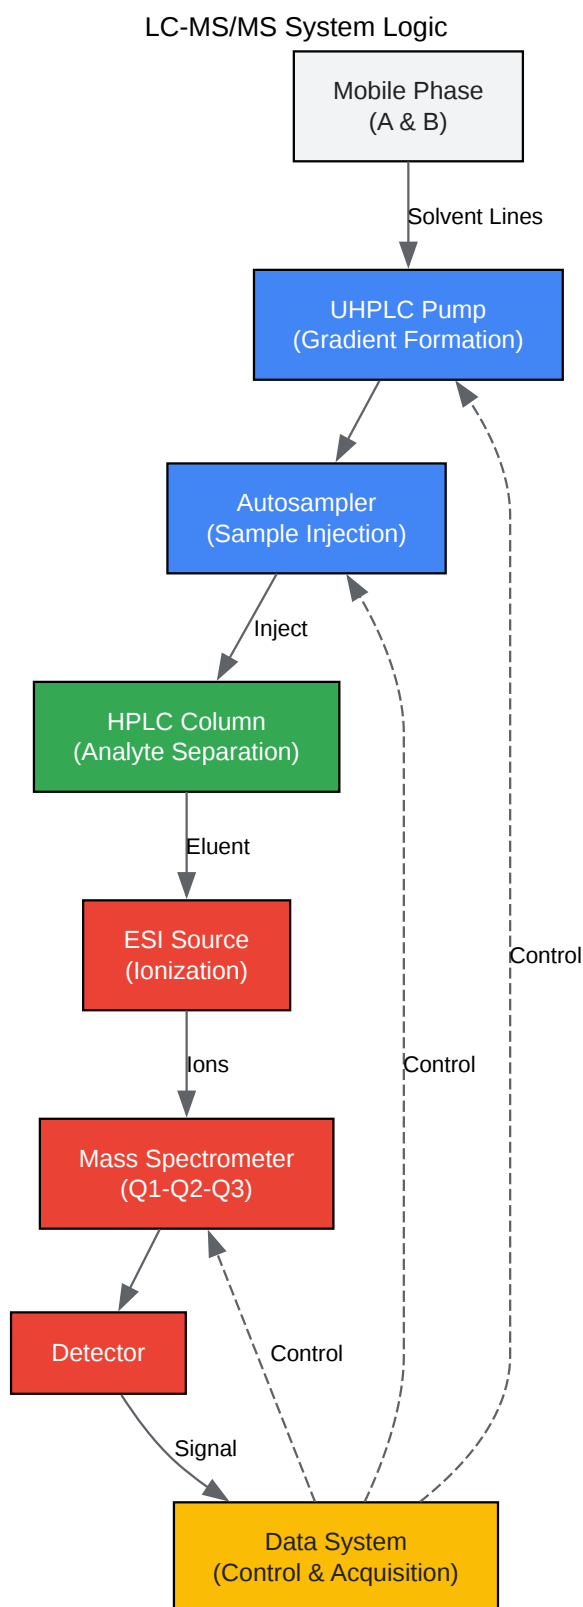 LC-MS/MS System Logic
Mobile Phase
(A & B)
Solvent Lines
UHPLC Pump
(Gradient Formation)
Autosampler
(Sample Injection)
Inject
HPLC Column
(Analyte Separation)
Eluent
ESI Source
(Ionization)
Control
Ions
Control
Mass Spectrometer
(Q1-Q2-Q3)
Detector
Control
Signal
Data System
(Control & Acquisition)